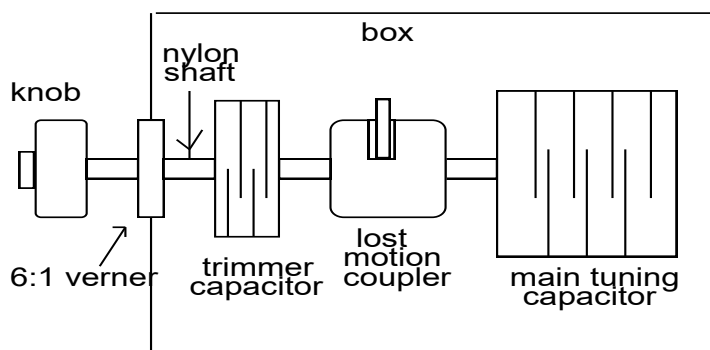 box
nylon
shaft
knob
6:1 verner
trimmer
capacitor
lost
motion
coupler
main tuning
capacitor